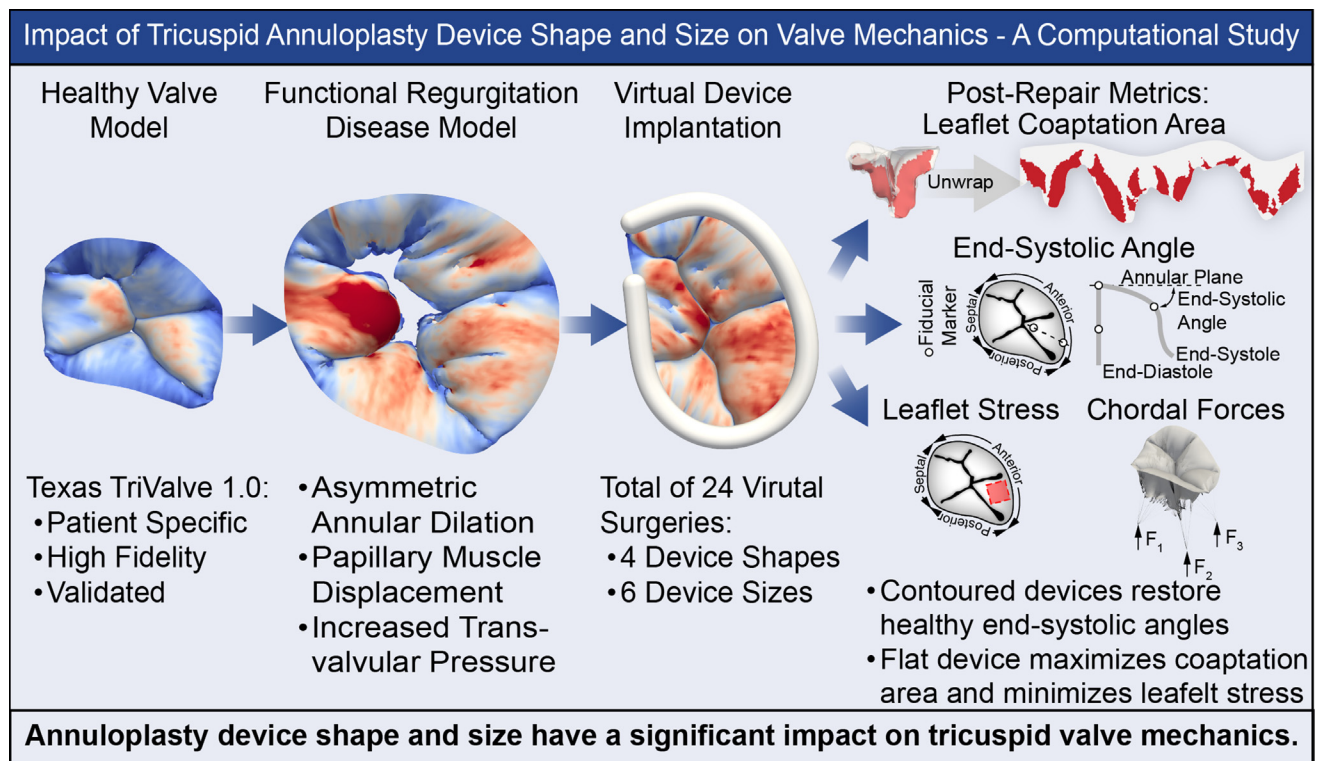 Impact of Tricuspid Annuloplasty Device Shape and Size on Valve Mechanics - A Computational Study
Healthy Valve
Model
Functional Regurgitation
Disease Model
Virtual Device
Implantation
Post-Repair Metrics:
Leaflet Coaptation Area
Unwrap
End-Systolic Angle
Fiducial
Marker
Septal
Anterior
Posterior
Annular Plane
End-Systolic
Angle
End-Systole
End-Diastole
Leaflet Stress
Septal
Anterior
Posterior
Chordal Forces
F1
F2
F3
Texas TriValve 1.0:
•Patient Specific
•High Fidelity
•Validated
•Asymmetric
Annular Dilation
•Papillary Muscle
Displacement
•Increased Trans-
valvular Pressure
Total of 24 Virutal
Surgeries:
•4 Device Shapes
•6 Device Sizes
•Contoured devices restore
healthy end-systolic angles
•Flat device maximizes coaptation
area and minimizes leafelt stress
Annuloplasty device shape and size have a significant impact on tricuspid valve mechanics.